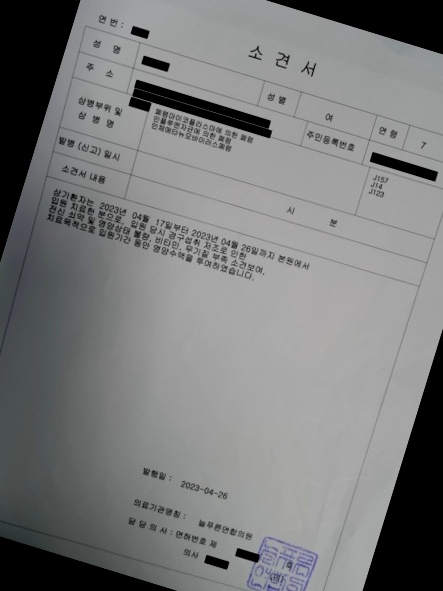 연번 :
소 견 서
성 명
성 별 여 연 령 7
주 소
주민등록번호
상병부위 및
상 병 명
폐렴마이코플라스마에 의한 폐렴 J157
인플루엔자균에 의한 폐렴 J14
인체메타뉴모바이러스폐렴 J123
발병 (신고) 일시
시 분
소견서 내용
상기환자는 2023년 04월 17일부터 2023년 04월 26일까지 본원에서
입원 치료한 분으로, 입원 당시 경구섭취 저조로 인한
전신 쇠약 및 영양상태 불량, 비타민, 무기질 부족 소견보여,
치료목적으로 입원기간 동안 영양수액을 투여하였습니다.
발행일 : 2023-04-26
의료기관명칭 : 늘푸른연합의원
담 당 의 사 : 면허번호 제 호
의사 (인)